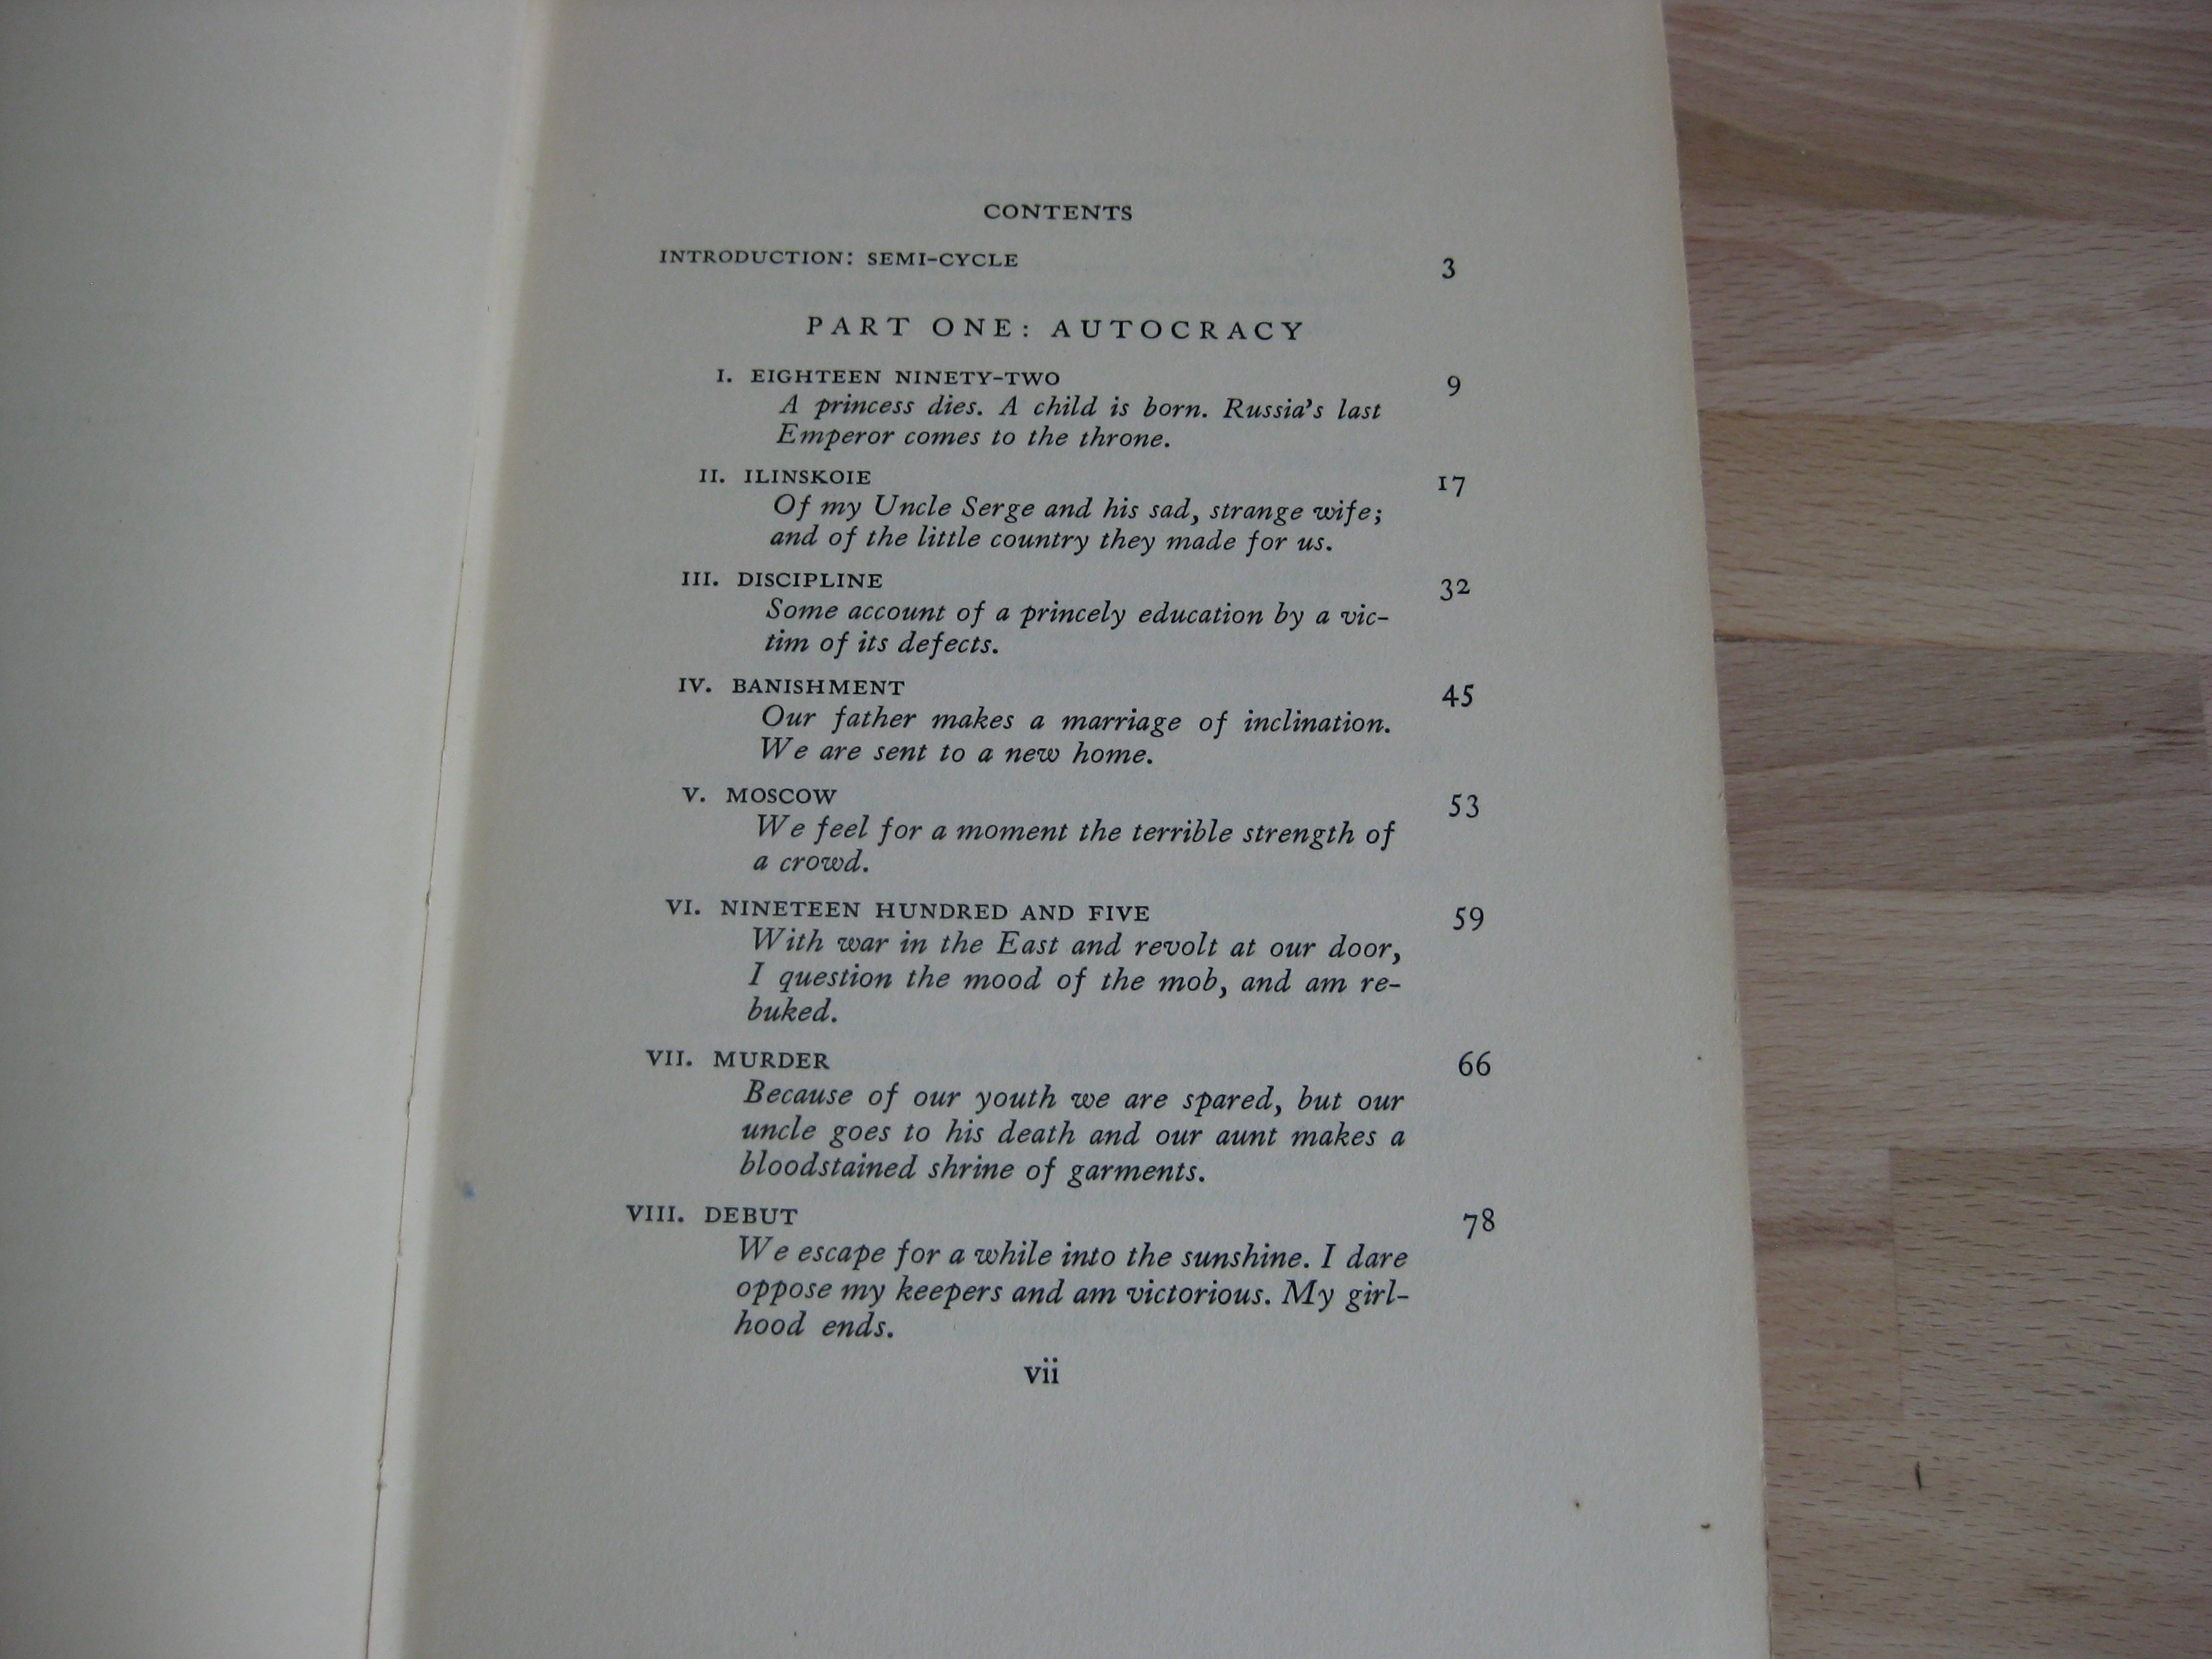 CONTENTS
INTRODUCTION: SEMI-CYCLE 3
PART ONE: AUTOCRACY
I. EIGHTEEN NINETY-TWO 9
A princess dies. A child is born. Russia's last
Emperor comes to the throne.
II. ILINSKOIE 17
Of my Uncle Serge and his sad, strange wife;
and of the little country they made for us.
III. DISCIPLINE 32
Some account of a princely education by a vic-
tim of its defects.
IV. BANISHMENT 45
Our father makes a marriage of inclination.
We are sent to a new home.
V. MOSCOW 53
We feel for a moment the terrible strength of
a crowd.
VI. NINETEEN HUNDRED AND FIVE 59
With war in the East and revolt at our door,
I question the mood of the mob, and am re-
buked.
VII. MURDER 66
Because of our youth we are spared, but our
uncle goes to his death and our aunt makes a
bloodstained shrine of garments.
VIII. DEBUT 78
We escape for a while into the sunshine. I dare
oppose my keepers and am victorious. My girl-
hood ends.
vii